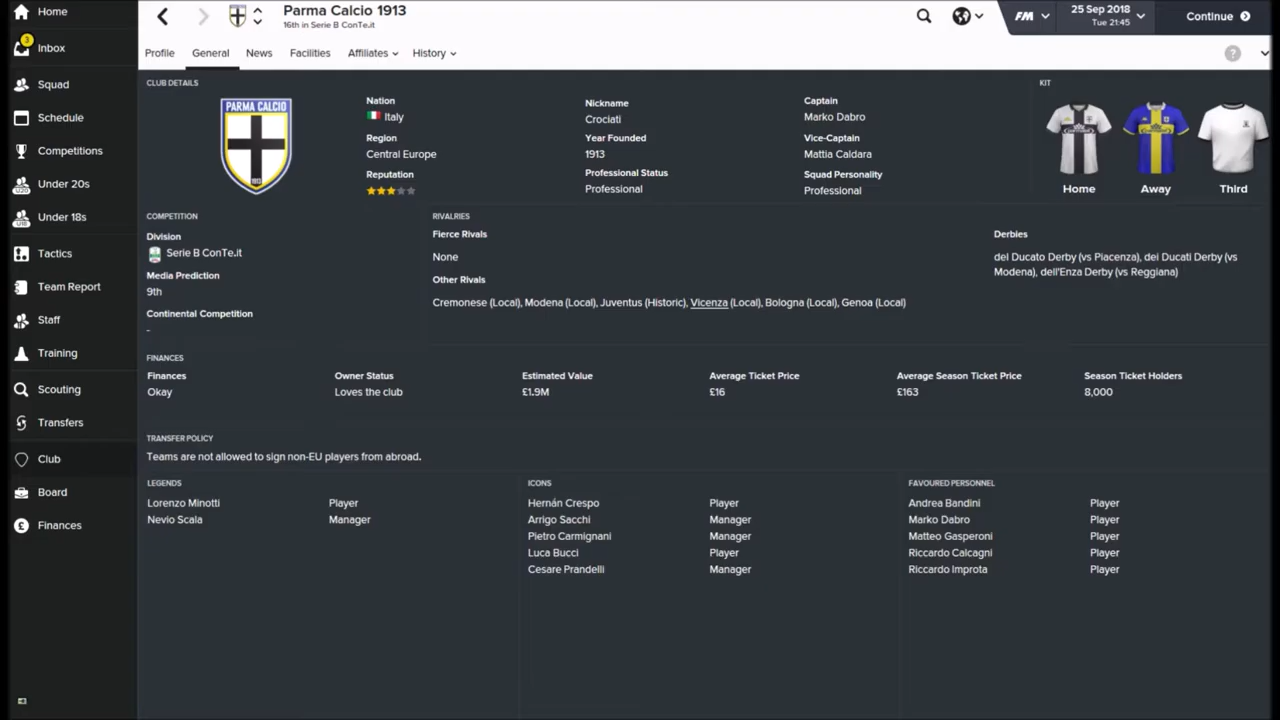 Home
Parma Calcio 1913
16th in Serie B ConTe.it
FM
25 Sep 2018
Tue 21:45
Continue
3
Inbox
Profile
General
News
Facilities
Affiliates
History
?
Squad
Schedule
Competitions
Under 20s
Under 18s
Tactics
Team Report
Staff
Training
Scouting
Transfers
Club
Board
Finances
CLUB DETAILS
PARMA CALCIO
1913
Nation
Italy
Region
Central Europe
Reputation
Nickname
Crociati
Year Founded
1913
Professional Status
Professional
Captain
Marko Dabro
Vice-Captain
Mattia Caldara
Squad Personality
Professional
KIT
Home
Away
Third
COMPETITION
Division
Serie B ConTe.it
Media Prediction
9th
Continental Competition
-
RIVALRIES
Fierce Rivals
None
Other Rivals
Cremonese (Local), Modena (Local), Juventus (Historic), Vicenza (Local), Bologna (Local), Genoa (Local)
Derbies
del Ducato Derby (vs Piacenza), dei Ducati Derby (vs
Modena), dell'Enza Derby (vs Reggiana)
FINANCES
Finances
Okay
Owner Status
Loves the club
Estimated Value
£1.9M
Average Ticket Price
£16
Average Season Ticket Price
£163
Season Ticket Holders
8,000
TRANSFER POLICY
Teams are not allowed to sign non-EU players from abroad.
LEGENDS
Lorenzo Minotti Player
Nevio Scala Manager
ICONS
Hernán Crespo Player
Arrigo Sacchi Manager
Pietro Carmignani Manager
Luca Bucci Player
Cesare Prandelli Manager
FAVOURED PERSONNEL
Andrea Bandini Player
Marko Dabro Player
Matteo Gasperoni Player
Riccardo Calcagni Player
Riccardo Improta Player